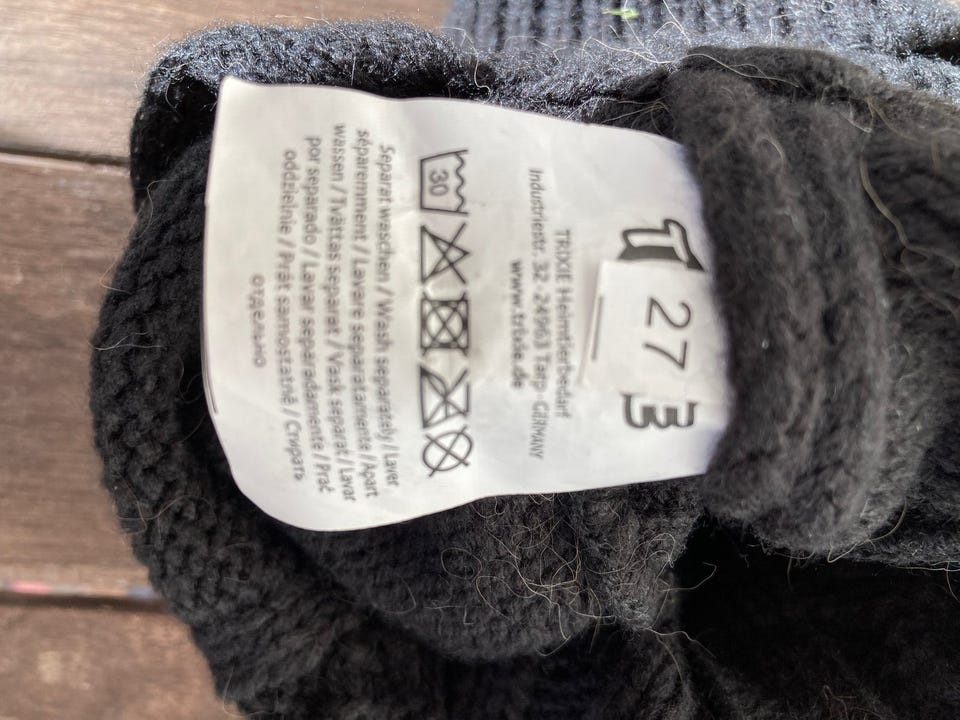 27
TRIXIE Heimtierbedarf
Industriestr. 32 · 24963 Tarp · GERMANY
www.trixie.de
30
Separat waschen / Wash separately / Laver
séparemment / Lavare separatamente / Apart
wassen / Tvättas separat / Vask separat / Lavar
por separado / Lavar separadamente / Prać
oddzielnie / Prát samostatně / Стирать
отдельно